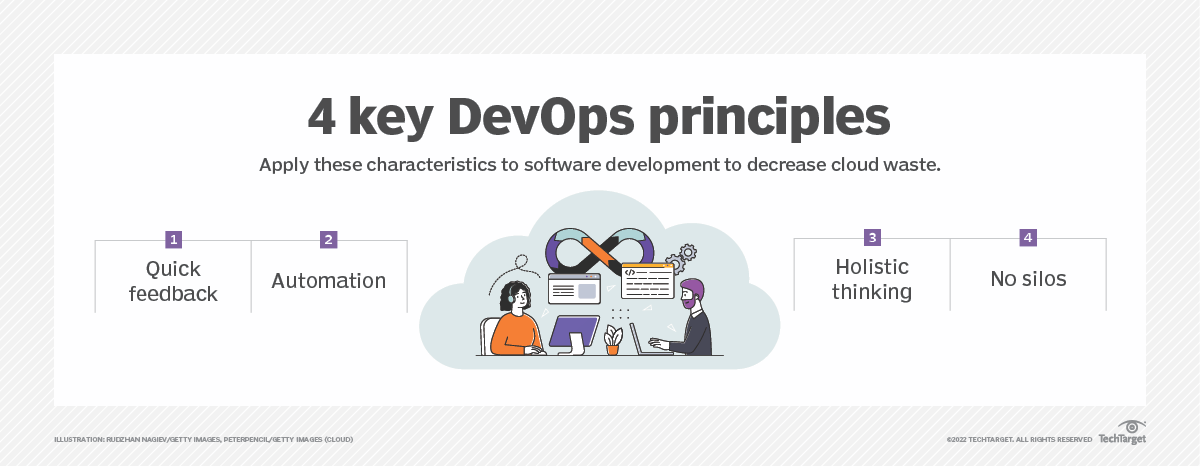 4 key DevOps principles
Apply these characteristics to software development to decrease cloud waste.
1
Quick
feedback
2
Automation
</>
3
Holistic
thinking
4
No silos
ILLUSTRATION: RUDZHAN NAGIEV/GETTY IMAGES, PETERPENCIL/GETTY IMAGES (CLOUD)
©2022 TECHTARGET. ALL RIGHTS RESERVED
TechTarget